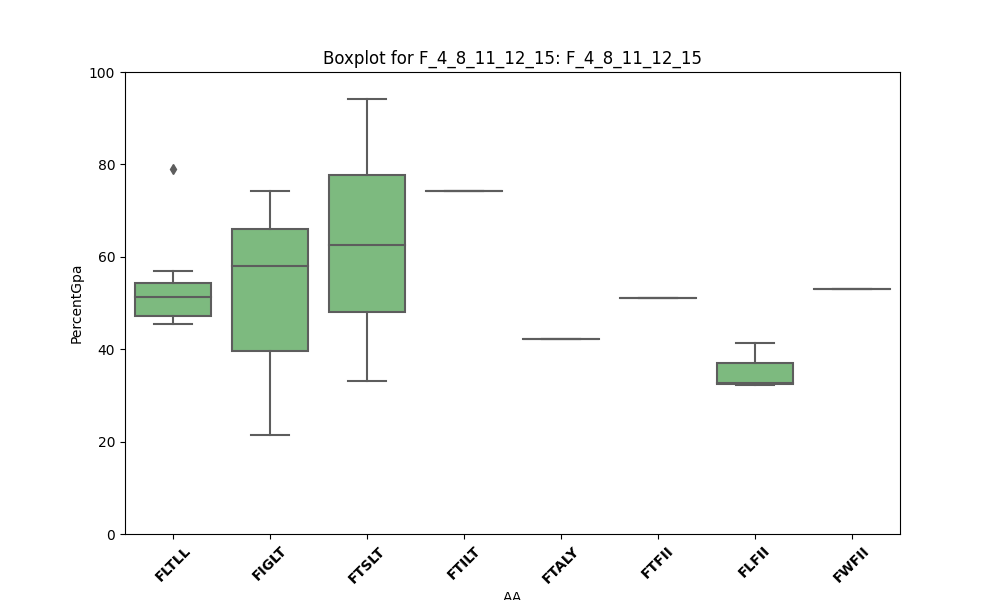 Boxplot for F_4_8_11_12_15: F_4_8_11_12_15
100
80
60
40
20
0
PercentGpa
FLTLL
FIGLT
FTSLT
FTILT
FTALY
FTFII
FLFII
FWFII
AA